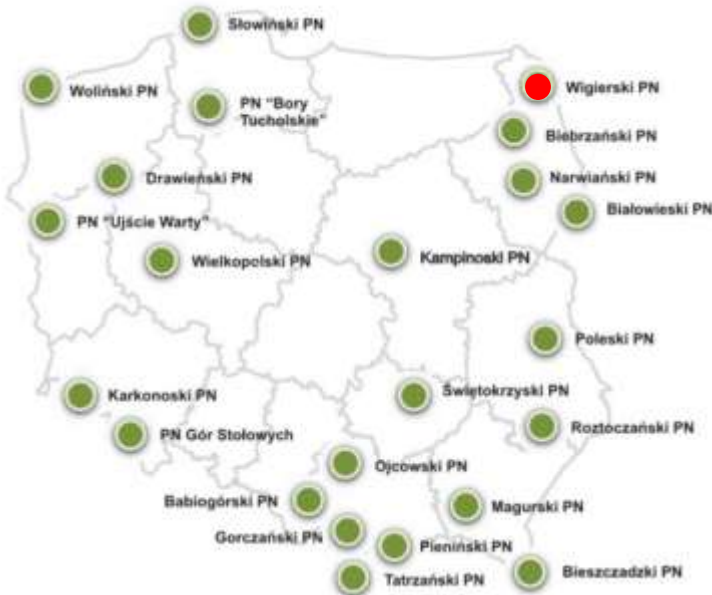 Słowiński PN
Woliński PN
Wigierski PN
PN “Bory
Tucholskie”
Biebrzański PN
Drawieński PN
Narwiański PN
PN “Ujście Warty”
Białowieski PN
Wielkopolski PN
Kampinoski PN
Poleski PN
Karkonoski PN
Świętokrzyski PN
PN Gór Stołowych
Roztoczański PN
Ojcowski PN
Babiogórski PN
Magurski PN
Gorczański PN
Pieniński PN
Tatrzański PN
Bieszczadzki PN